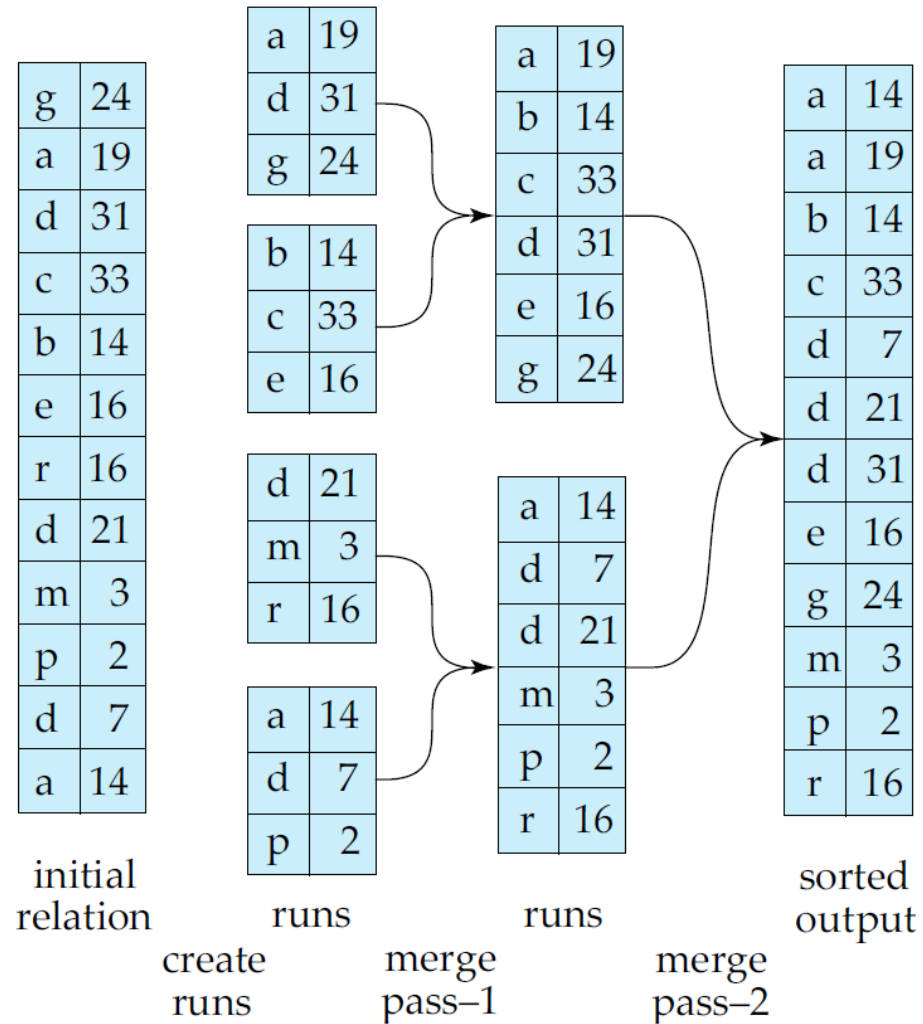 g 24
a 19
d 31
c 33
b 14
e 16
r 16
d 21
m 3
p 2
d 7
a 14
initial
relation
a 19
d 31
g 24
b 14
c 33
e 16
d 21
m 3
r 16
a 14
d 7
p 2
runs
create
runs
a 19
b 14
c 33
d 31
e 16
g 24
a 14
d 7
d 21
m 3
p 2
r 16
runs
merge
pass–1
a 14
a 19
b 14
c 33
d 7
d 21
d 31
e 16
g 24
m 3
p 2
r 16
sorted
output
merge
pass–2